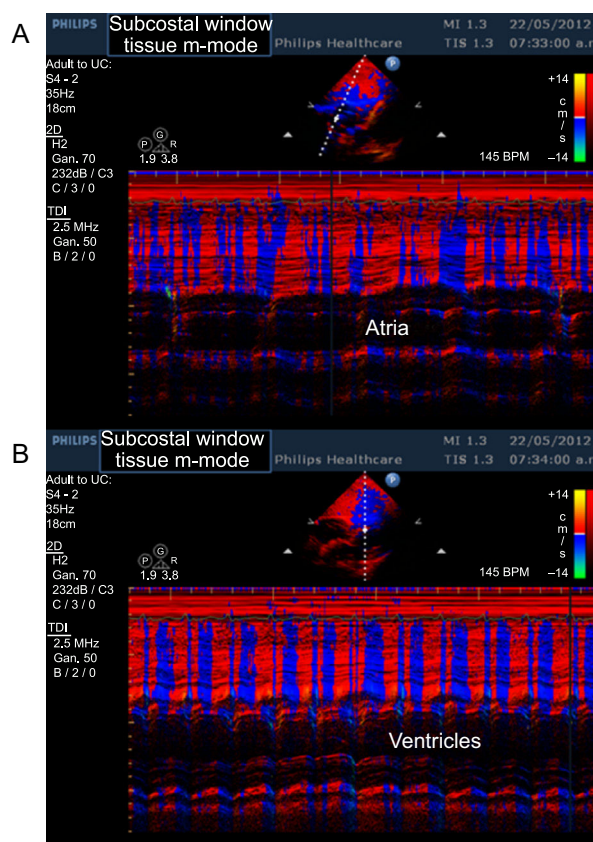 A
PHILIPS
Subcostal window
tissue m-mode
Philips Healthcare
MI 1.3 22/05/2012
TIS 1.3 07:33:00 a.
Adult to UC:
S4 - 2
35Hz
18cm
2D
H2
Gan. 70
232dB / C3
C / 3 / 0
TDI
2.5 MHz
Gan. 50
B / 2 / 0
P
G
P R
1.9 3.8
145 BPM
+14
c
m
/
s
-14
Atria
B
PHILIPS
Subcostal window
tissue m-mode
Philips Healthcare
MI 1.3 22/05/2012
TIS 1.3 07:34:00 a.
Adult to UC:
S4 - 2
35Hz
18cm
2D
H2
Gan. 70
232dB / C3
C / 3 / 0
TDI
2.5 MHz
Gan. 50
B / 2 / 0
P
G
P R
1.9 3.8
145 BPM
+14
c
m
/
s
-14
Ventricles